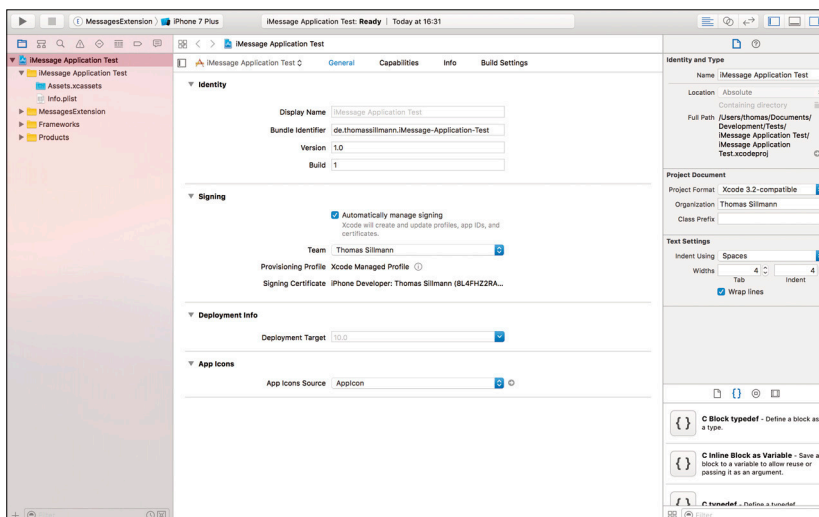 MessagesExtension
iPhone 7 Plus
iMessage Application Test: Ready | Today at 16:31
iMessage Application Test
iMessage Application Test
Assets.xcassets
Info.plist
MessagesExtension
Frameworks
Products
iMessage Application Test
iMessage Application Test
General
Capabilities
Info
Build Settings
Identity
Display Name
iMessage Application Test
Bundle Identifier
de.thomassillmann.iMessage-Application-Test
Version
1.0
Build
1
Signing
Automatically manage signing
Xcode will create and update profiles, app IDs, and
certificates.
Team
Thomas Sillmann
Provisioning Profile
Xcode Managed Profile
Signing Certificate
iPhone Developer: Thomas Sillmann (8L4FHZ2RA...
Deployment Info
Deployment Target
10.0
App Icons
App Icons Source
AppIcon
Identity and Type
Name
iMessage Application Test
Location
Absolute
Containing directory
Full Path
/Users/thomas/Documents/
Development/Tests/
iMessage Application Test/
iMessage Application
Test.xcodeproj
Project Document
Project Format
Xcode 3.2-compatible
Organization
Thomas Sillmann
Class Prefix
Text Settings
Indent Using
Spaces
Widths
4
4
Tab
Indent
Wrap lines
{ }
{ }
C Block typedef - Define a block as
a type.
{ }
C Inline Block as Variable - Save a
block to a variable to allow reuse or
passing it as an argument.
{ }
C typedef - Define a typedef
Filter
Filter